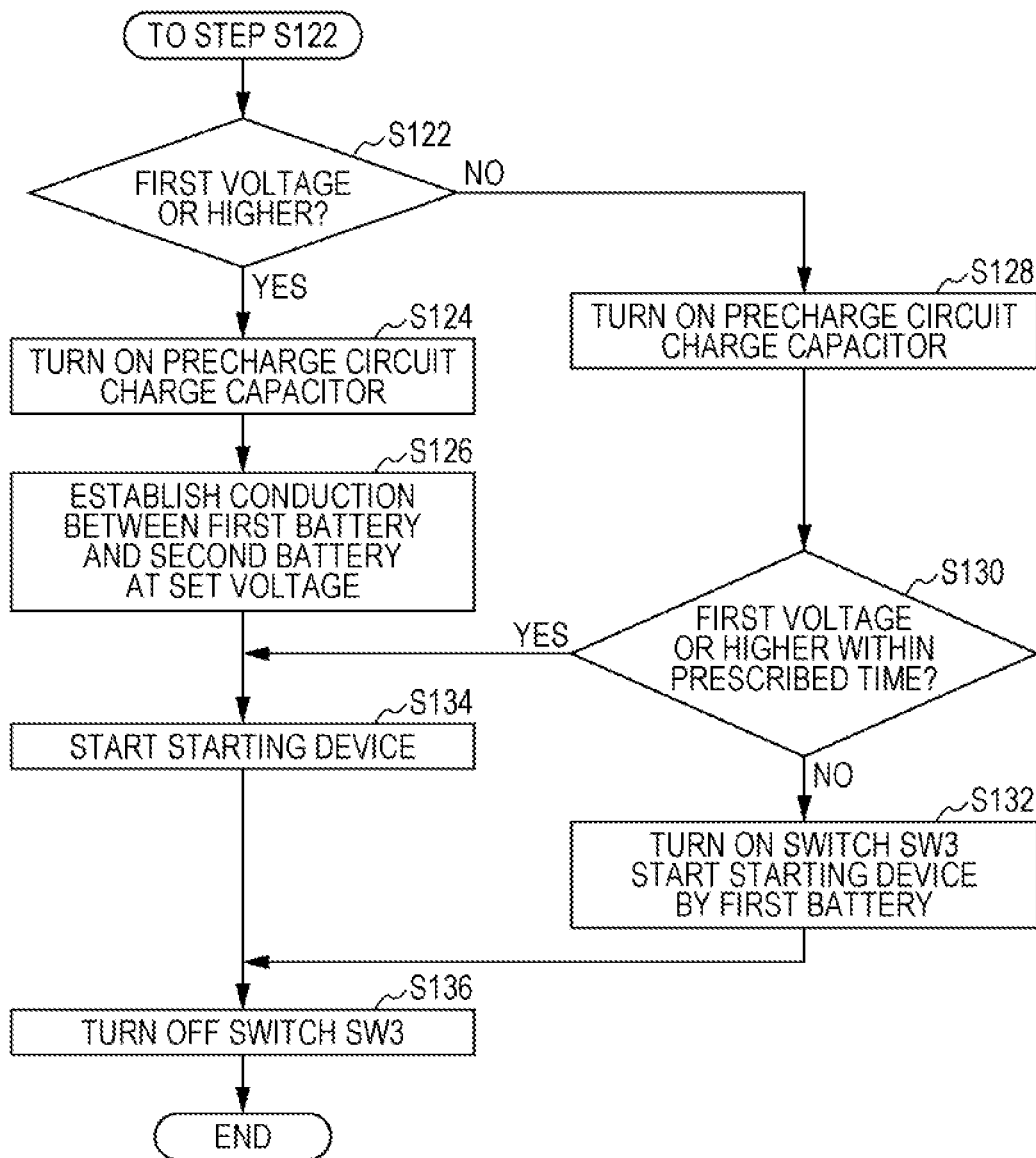 TO STEP S122
S122
FIRST VOLTAGE
OR HIGHER?
NO
YES
S124
TURN ON PRECHARGE CIRCUIT
CHARGE CAPACITOR
S126
ESTABLISH CONDUCTION
BETWEEN FIRST BATTERY
AND SECOND BATTERY
AT SET VOLTAGE
S128
TURN ON PRECHARGE CIRCUIT
CHARGE CAPACITOR
S130
FIRST VOLTAGE
OR HIGHER WITHIN
PRESCRIBED TIME?
YES
NO
S132
TURN ON SWITCH SW3
START STARTING DEVICE
BY FIRST BATTERY
S134
START STARTING DEVICE
S136
TURN OFF SWITCH SW3
END